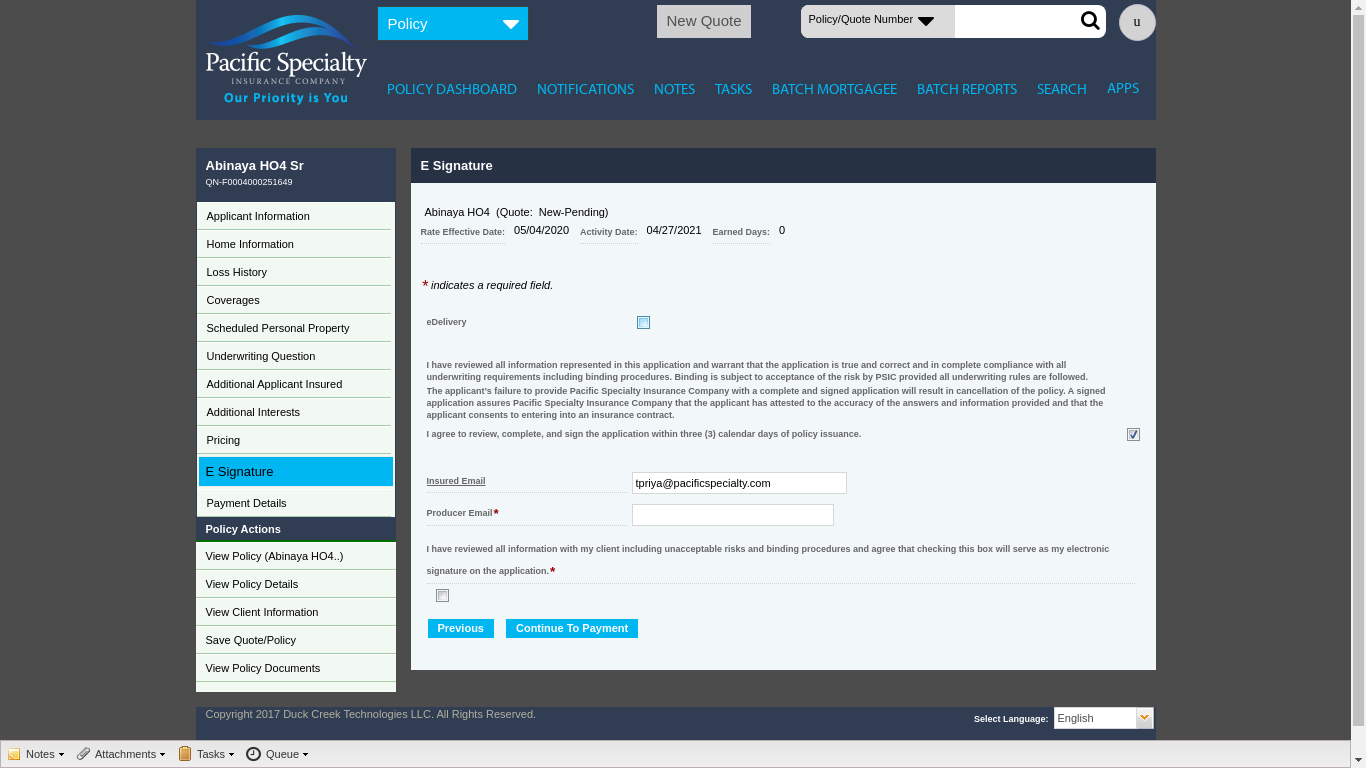 Policy
New Quote
Policy/Quote Number
u
Pacific Specialty
INSURANCE COMPANY
Our Priority is You
POLICY DASHBOARD NOTIFICATIONS NOTES TASKS BATCH MORTGAGEE BATCH REPORTS SEARCH APPS
Abinaya HO4 Sr
QN-F0004000251649
Applicant Information
Home Information
Loss History
Coverages
Scheduled Personal Property
Underwriting Question
Additional Applicant Insured
Additional Interests
Pricing
E Signature
Payment Details
Policy Actions
View Policy (Abinaya HO4..)
View Policy Details
View Client Information
Save Quote/Policy
View Policy Documents
E Signature
Abinaya HO4 (Quote: New-Pending)
Rate Effective Date: 05/04/2020 Activity Date: 04/27/2021 Earned Days: 0
* indicates a required field.
eDelivery
I have reviewed all information represented in this application and warrant that the application is true and correct and in complete compliance with all
underwriting requirements including binding procedures. Binding is subject to acceptance of the risk by PSIC provided all underwriting rules are followed.
The applicant's failure to provide Pacific Specialty Insurance Company with a complete and signed application will result in cancellation of the policy. A signed
application assures Pacific Specialty Insurance Company that the applicant has attested to the accuracy of the answers and information provided and that the
applicant consents to entering into an insurance contract.
I agree to review, complete, and sign the application within three (3) calendar days of policy issuance.
Insured Email tpriya@pacificspecialty.com
Producer Email*
I have reviewed all information with my client including unacceptable risks and binding procedures and agree that checking this box will serve as my electronic
signature on the application.*
Previous Continue To Payment
Copyright 2017 Duck Creek Technologies LLC. All Rights Reserved.
Select Language: English
Notes Attachments Tasks Queue